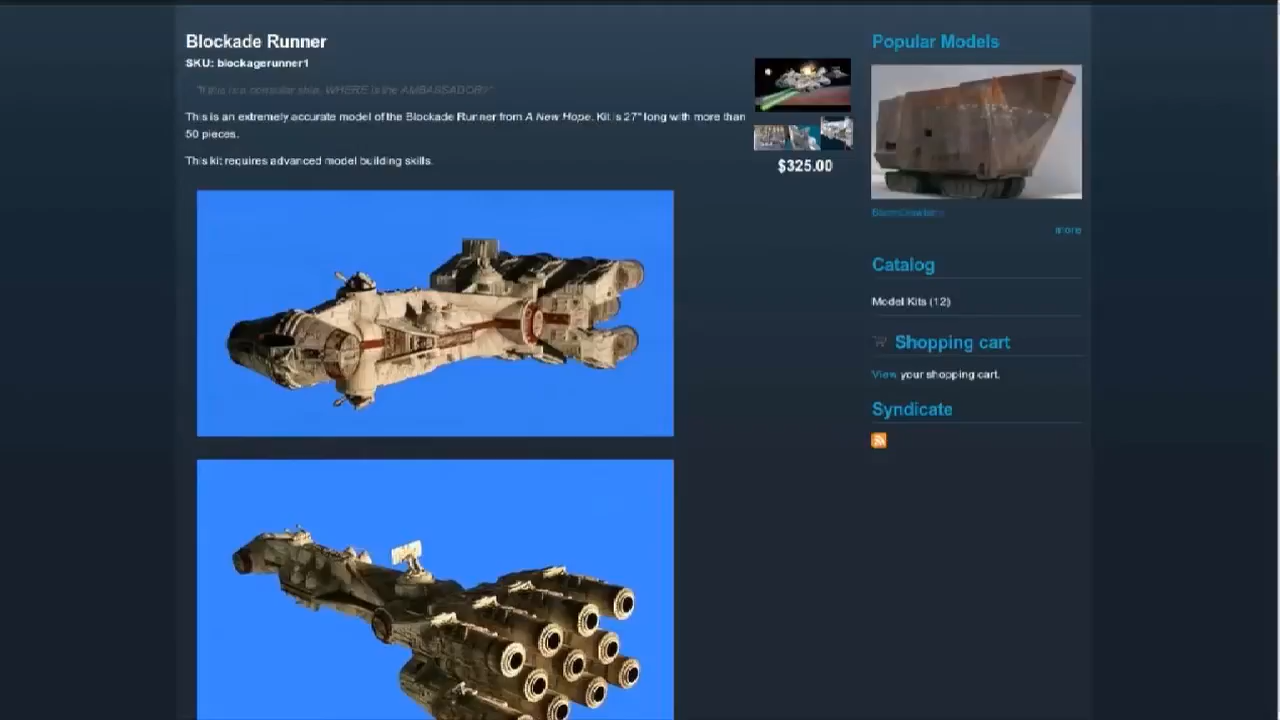 Blockade Runner
SKU: blockagerunner1
"If this is a consular ship, WHERE is the AMBASSADOR?"
This is an extremely accurate model of the Blockade Runner from A New Hope. Kit is 27" long with more than
50 pieces.
This kit requires advanced model building skills.
$325.00
Popular Models
more
Catalog
Model Kits (12)
Shopping cart
View your shopping cart.
Syndicate